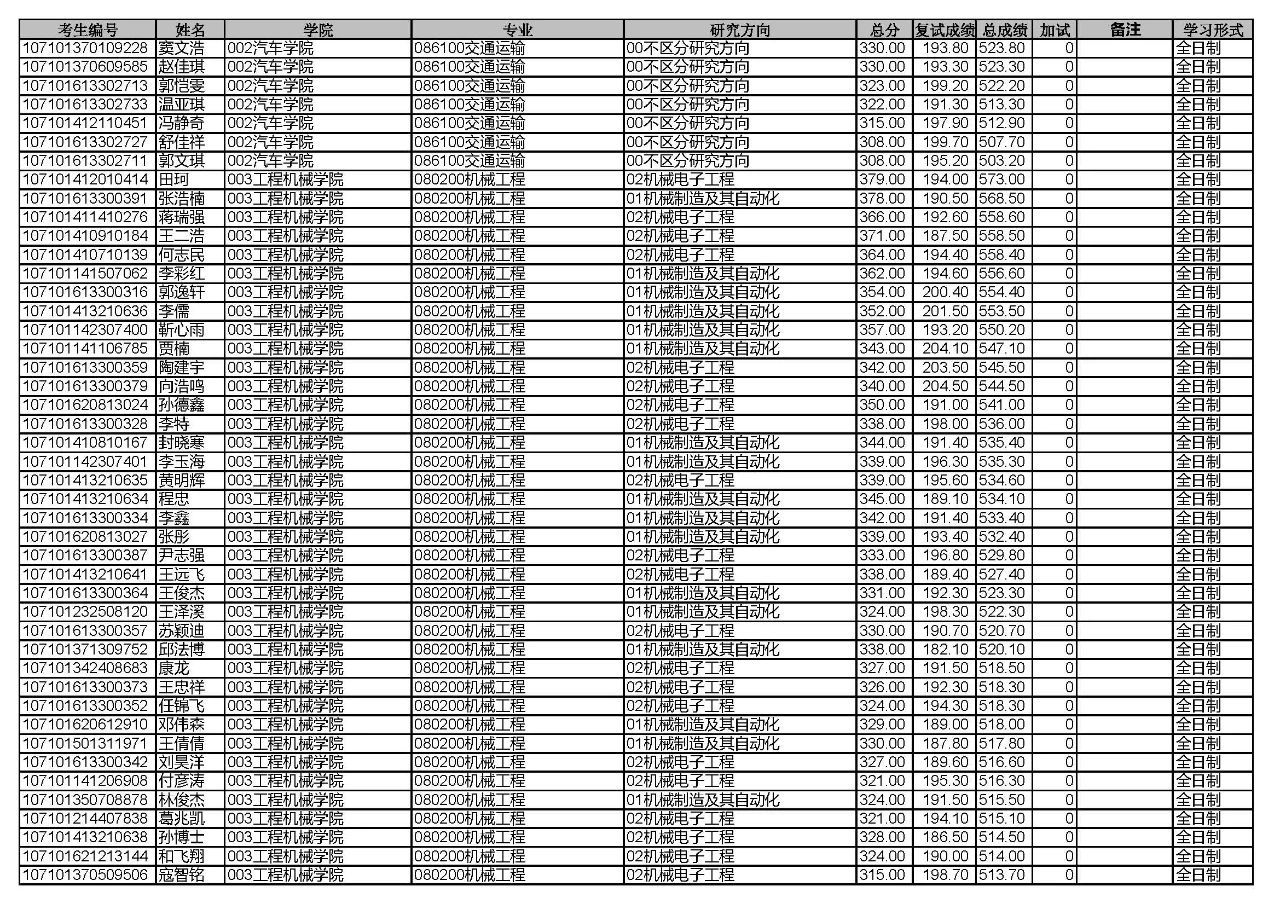 考生编号 姓名 学院 专业 研究方向 总分 复试成绩 总成绩 加试 备注 学习形式
107101370109228 窦文浩 002汽车学院 086100交通运输 00不区分研究方向 330.00 193.80 523.80 0 全日制
107101370609585 赵佳琪 002汽车学院 086100交通运输 00不区分研究方向 330.00 193.30 523.30 0 全日制
107101613302713 郭恺雯 002汽车学院 086100交通运输 00不区分研究方向 323.00 199.20 522.20 0 全日制
107101613302733 温亚琪 002汽车学院 086100交通运输 00不区分研究方向 322.00 191.30 513.30 0 全日制
107101412110451 冯静奇 002汽车学院 086100交通运输 00不区分研究方向 315.00 197.90 512.90 0 全日制
107101613302727 舒佳祥 002汽车学院 086100交通运输 00不区分研究方向 308.00 199.70 507.70 0 全日制
107101613302711 郭文琪 002汽车学院 086100交通运输 00不区分研究方向 308.00 195.20 503.20 0 全日制
107101412010414 田珂 003工程机械学院 080200机械工程 02机械电子工程 379.00 194.00 573.00 0 全日制
107101613300391 张浩楠 003工程机械学院 080200机械工程 01机械制造及其自动化 378.00 190.50 568.50 0 全日制
107101411410276 蒋瑞强 003工程机械学院 080200机械工程 02机械电子工程 366.00 192.60 558.60 0 全日制
107101410910184 王二浩 003工程机械学院 080200机械工程 02机械电子工程 371.00 187.50 558.50 0 全日制
107101410710139 何志民 003工程机械学院 080200机械工程 02机械电子工程 364.00 194.40 558.40 0 全日制
107101141507062 李彩红 003工程机械学院 080200机械工程 01机械制造及其自动化 362.00 194.60 556.60 0 全日制
107101613300316 郭逸轩 003工程机械学院 080200机械工程 01机械制造及其自动化 354.00 200.40 554.40 0 全日制
107101413210636 李儒 003工程机械学院 080200机械工程 01机械制造及其自动化 352.00 201.50 553.50 0 全日制
107101142307400 靳心雨 003工程机械学院 080200机械工程 01机械制造及其自动化 357.00 193.20 550.20 0 全日制
107101141106785 贾楠 003工程机械学院 080200机械工程 01机械制造及其自动化 343.00 204.10 547.10 0 全日制
107101613300359 陶建宇 003工程机械学院 080200机械工程 02机械电子工程 342.00 203.50 545.50 0 全日制
107101613300379 向浩鸣 003工程机械学院 080200机械工程 02机械电子工程 340.00 204.50 544.50 0 全日制
107101620813024 孙德鑫 003工程机械学院 080200机械工程 02机械电子工程 350.00 191.00 541.00 0 全日制
107101613300328 李特 003工程机械学院 080200机械工程 02机械电子工程 338.00 198.00 536.00 0 全日制
107101410810167 封晓寒 003工程机械学院 080200机械工程 01机械制造及其自动化 344.00 191.40 535.40 0 全日制
107101142307401 李玉海 003工程机械学院 080200机械工程 01机械制造及其自动化 339.00 196.30 535.30 0 全日制
107101413210635 黄明辉 003工程机械学院 080200机械工程 02机械电子工程 339.00 195.60 534.60 0 全日制
107101413210634 程忠 003工程机械学院 080200机械工程 01机械制造及其自动化 345.00 189.10 534.10 0 全日制
107101613300334 李鑫 003工程机械学院 080200机械工程 01机械制造及其自动化 342.00 191.40 533.40 0 全日制
107101620813027 张彤 003工程机械学院 080200机械工程 01机械制造及其自动化 339.00 193.40 532.40 0 全日制
107101613300387 尹志强 003工程机械学院 080200机械工程 02机械电子工程 333.00 196.80 529.80 0 全日制
107101413210641 王远飞 003工程机械学院 080200机械工程 02机械电子工程 338.00 189.40 527.40 0 全日制
107101613300364 王俊杰 003工程机械学院 080200机械工程 01机械制造及其自动化 331.00 192.30 523.30 0 全日制
107101232508120 王泽溪 003工程机械学院 080200机械工程 01机械制造及其自动化 324.00 198.30 522.30 0 全日制
107101613300357 苏颖迪 003工程机械学院 080200机械工程 02机械电子工程 330.00 190.70 520.70 0 全日制
107101371309752 邱法博 003工程机械学院 080200机械工程 01机械制造及其自动化 338.00 182.10 520.10 0 全日制
107101342408683 康龙 003工程机械学院 080200机械工程 02机械电子工程 327.00 191.50 518.50 0 全日制
107101613300373 王忠祥 003工程机械学院 080200机械工程 02机械电子工程 326.00 192.30 518.30 0 全日制
107101613300352 任锦飞 003工程机械学院 080200机械工程 02机械电子工程 324.00 194.30 518.30 0 全日制
107101620612910 邓伟森 003工程机械学院 080200机械工程 01机械制造及其自动化 329.00 189.00 518.00 0 全日制
107101501311971 王倩倩 003工程机械学院 080200机械工程 01机械制造及其自动化 330.00 187.80 517.80 0 全日制
107101613300342 刘昊洋 003工程机械学院 080200机械工程 02机械电子工程 327.00 189.60 516.60 0 全日制
107101141206908 付彦涛 003工程机械学院 080200机械工程 02机械电子工程 321.00 195.30 516.30 0 全日制
107101350708878 林俊杰 003工程机械学院 080200机械工程 01机械制造及其自动化 324.00 191.50 515.50 0 全日制
107101214407838 葛兆凯 003工程机械学院 080200机械工程 02机械电子工程 321.00 194.10 515.10 0 全日制
107101413210638 孙博士 003工程机械学院 080200机械工程 02机械电子工程 328.00 186.50 514.50 0 全日制
107101621213144 和飞翔 003工程机械学院 080200机械工程 02机械电子工程 324.00 190.00 514.00 0 全日制
107101370509506 寇智铭 003工程机械学院 080200机械工程 02机械电子工程 315.00 198.70 513.70 0 全日制